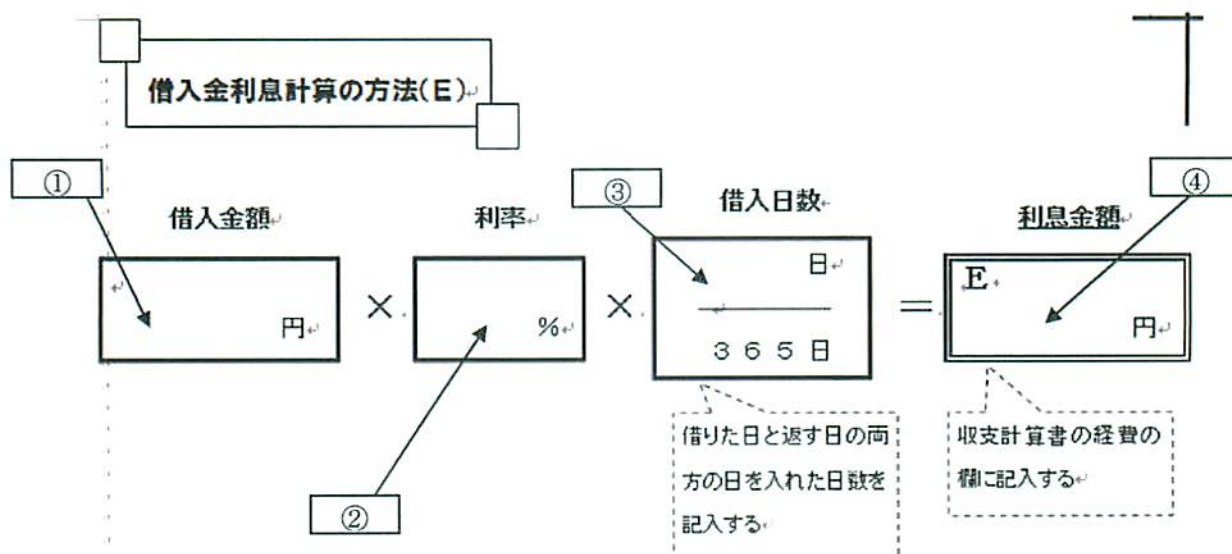 借入金利息計算の方法(E)
① 
③
④
借入金額
利率
借入日数
利息金額
円
×
%
×
日
365日
=
E
円
借りた日と返す日の両
方の日を入れた日数を
記入する
収支計算書の経費の
欄に記入する
②